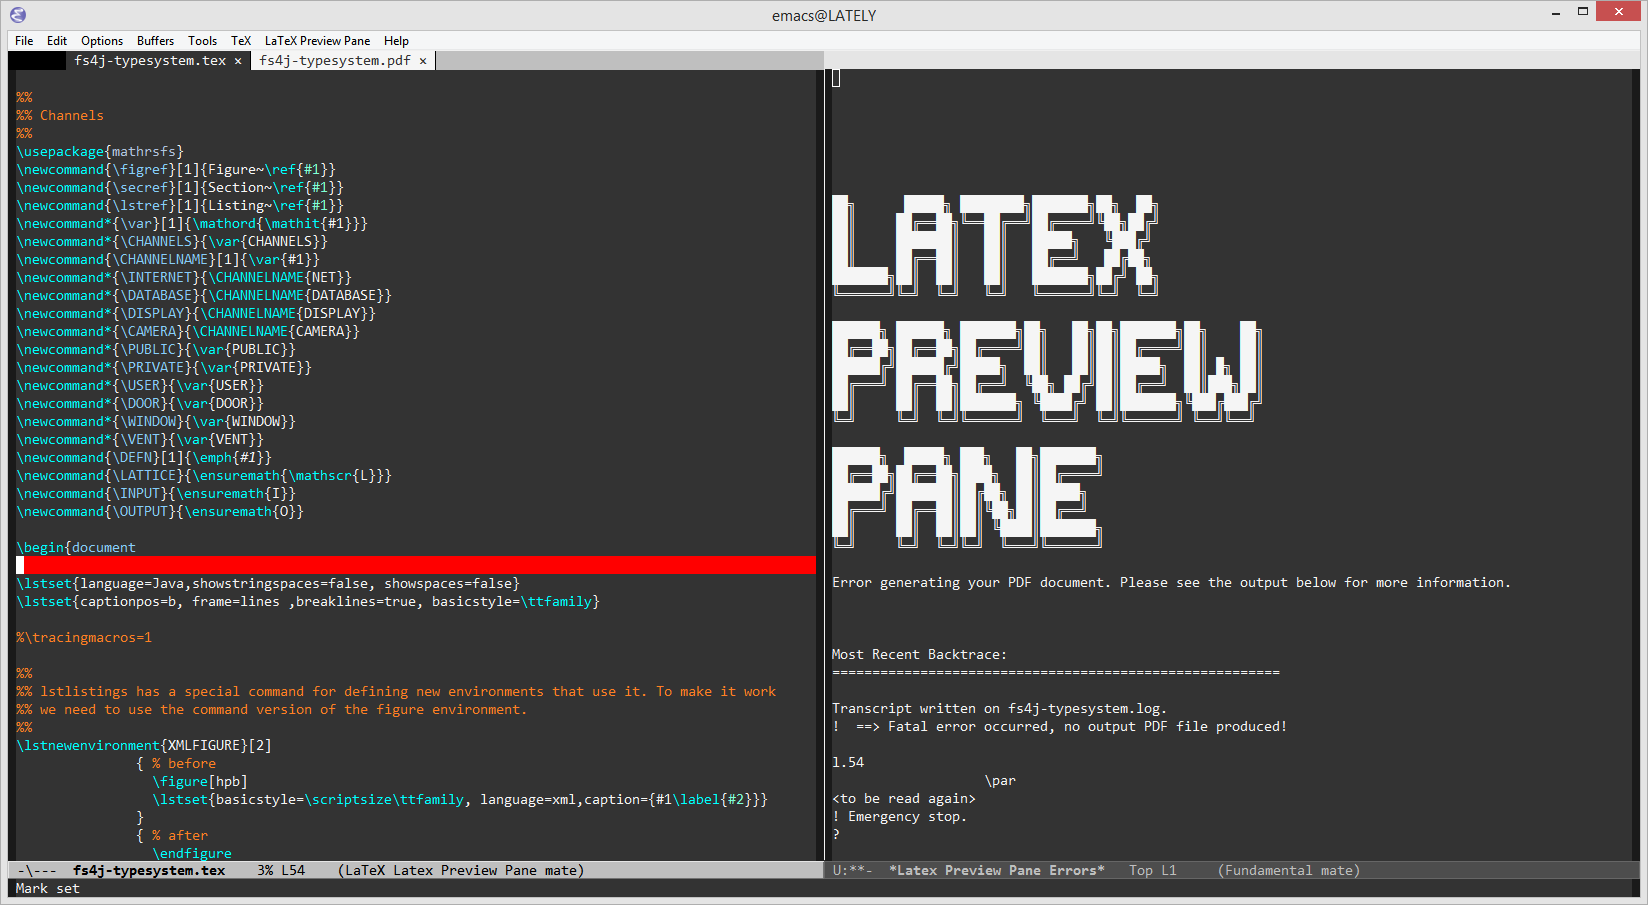 emacs@LATELY
File Edit Options Buffers Tools TeX LaTeX Preview Pane Help
fs4j-typesystem.tex × fs4j-typesystem.pdf ×
%%
%% Channels
%%
\usepackage{mathrsfs}
\newcommand{\figref}[1]{Figure~\ref{#1}}
\newcommand{\secref}[1]{Section~\ref{#1}}
\newcommand{\lstref}[1]{Listing~\ref{#1}}
\newcommand*{\var}[1]{\mathord{\mathit{#1}}}
\newcommand*{\CHANNELS}{\var{CHANNELS}}
\newcommand{\CHANNELNAME}[1]{\var{#1}}
\newcommand*{\INTERNET}{\CHANNELNAME{NET}}
\newcommand*{\DATABASE}{\CHANNELNAME{DATABASE}}
\newcommand*{\DISPLAY}{\CHANNELNAME{DISPLAY}}
\newcommand*{\CAMERA}{\CHANNELNAME{CAMERA}}
\newcommand*{\PUBLIC}{\var{PUBLIC}}
\newcommand*{\PRIVATE}{\var{PRIVATE}}
\newcommand*{\USER}{\var{USER}}
\newcommand*{\DOOR}{\var{DOOR}}
\newcommand*{\WINDOW}{\var{WINDOW}}
\newcommand*{\VENT}{\var{VENT}}
\newcommand{\DEFN}[1]{\emph{#1}}
\newcommand{\LATTICE}{\ensuremath{\mathscr{L}}}
\newcommand{\INPUT}{\ensuremath{I}}
\newcommand{\OUTPUT}{\ensuremath{O}}
\begin{document
\lstset{language=Java,showstringspaces=false, showspaces=false}
\lstset{captionpos=b, frame=lines ,breaklines=true, basicstyle=\ttfamily}
%\tracingmacros=1
%%
%% lstlistings has a special command for defining new environments that use it. To make it work
%% we need to use the command version of the figure environment.
%%
\lstnewenvironment{XMLFIGURE}[2]
{ % before
\figure[hpb]
\lstset{basicstyle=\scriptsize\ttfamily, language=xml,caption={#1\label{#2}}}
}
{ % after
\endfigure
-\--- fs4j-typesystem.tex 3% L54 (LaTeX Latex Preview Pane mate)
Mark set
LATEX
PREVIEW
PANE
Error generating your PDF document. Please see the output below for more information.
Most Recent Backtrace:
========================================================
Transcript written on fs4j-typesystem.log.
! ==> Fatal error occurred, no output PDF file produced!
l.54
\par
<to be read again>
! Emergency stop.
?
U:**- *Latex Preview Pane Errors* Top L1 (Fundamental mate)